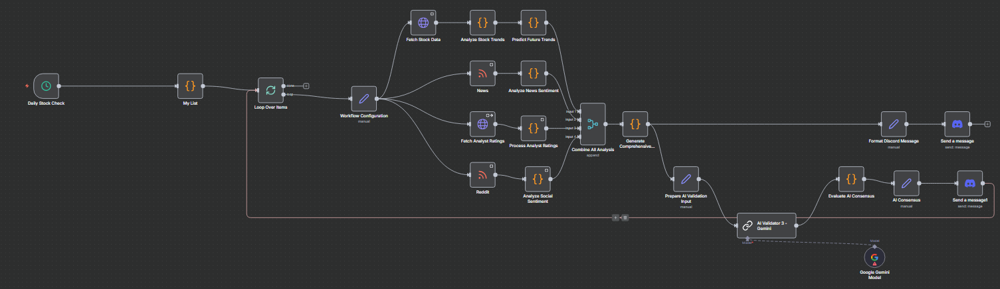 Fetch Stock Data
Analyze Stock Trends
Predict Future Trends
Daily Stock Check
My List
done
loop
Loop Over Items
Workflow Configuration
manual
News
Analyze News Sentiment
Fetch Analyst Ratings
Process Analyst Ratings
Reddit
Analyze Social
Sentiment
Input 1
Input 2
Input 3
Input 4
Combine All Analysis
append
Generate
Comprehensive...
Format Discord Message
manual
Send a message
send: message
Prepare AI Validation
Input
manual
Evaluate AI Consensus
AI Consensus
manual
Send a message1
send: message
AI Validator 3 -
Gemini
Model*
Model
Google Gemini
Model